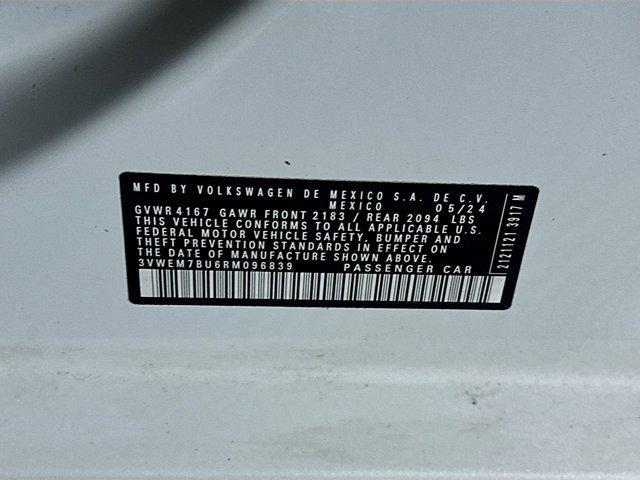 MFD BY VOLKSWAGEN DE MEXICO S.A. DE C.V.
MEXICO 05/24
GVWR 4167 GAWR FRONT 2183 / REAR 2094 LBS
THIS VEHICLE CONFORMS TO ALL APPLICABLE U.S.
FEDERAL MOTOR VEHICLE SAFETY, BUMPER AND
THEFT PREVENTION STANDARDS IN EFFECT ON
THE DATE OF MANUFACTURE SHOWN ABOVE.
3VWEM7BU6RM096839 PASSENGER CAR
2121121 3917 M